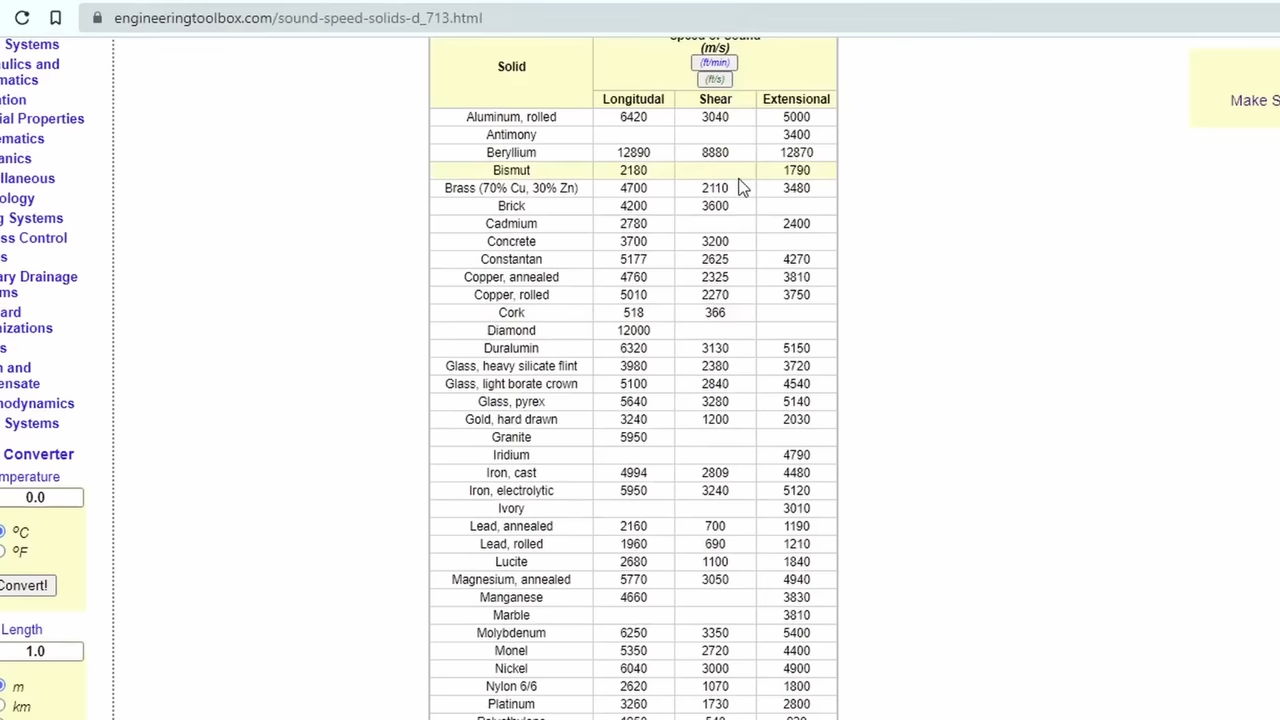 engineeringtoolbox.com/sound-speed-solids-d_713.html
Systems
ulics and
matics
tion
ial Properties
ematics
anics
llaneous
ology
g Systems
ss Control
s
ary Drainage
ms
ard
nizations
s
n and
ensate
nodynamics
Systems
Converter
mperature
0.0
ºC
ºF
Convert!
Length
1.0
m
km
Solid
Speed of Sound
(m/s)
(ft/min)
(ft/s)
Longitudal Shear Extensional
Aluminum, rolled 6420 3040 5000
Antimony 3400
Beryllium 12890 8880 12870
Bismut 2180 1790
Brass (70% Cu, 30% Zn) 4700 2110 3480
Brick 4200 3600
Cadmium 2780 2400
Concrete 3700 3200
Constantan 5177 2625 4270
Copper, annealed 4760 2325 3810
Copper, rolled 5010 2270 3750
Cork 518 366
Diamond 12000
Duralumin 6320 3130 5150
Glass, heavy silicate flint 3980 2380 3720
Glass, light borate crown 5100 2840 4540
Glass, pyrex 5640 3280 5140
Gold, hard drawn 3240 1200 2030
Granite 5950
Iridium 4790
Iron, cast 4994 2809 4480
Iron, electrolytic 5950 3240 5120
Ivory 3010
Lead, annealed 2160 700 1190
Lead, rolled 1960 690 1210
Lucite 2680 1100 1840
Magnesium, annealed 5770 3050 4940
Manganese 4660 3830
Marble 3810
Molybdenum 6250 3350 5400
Monel 5350 2720 4400
Nickel 6040 3000 4900
Nylon 6/6 2620 1070 1800
Platinum 3260 1730 2800
Make S